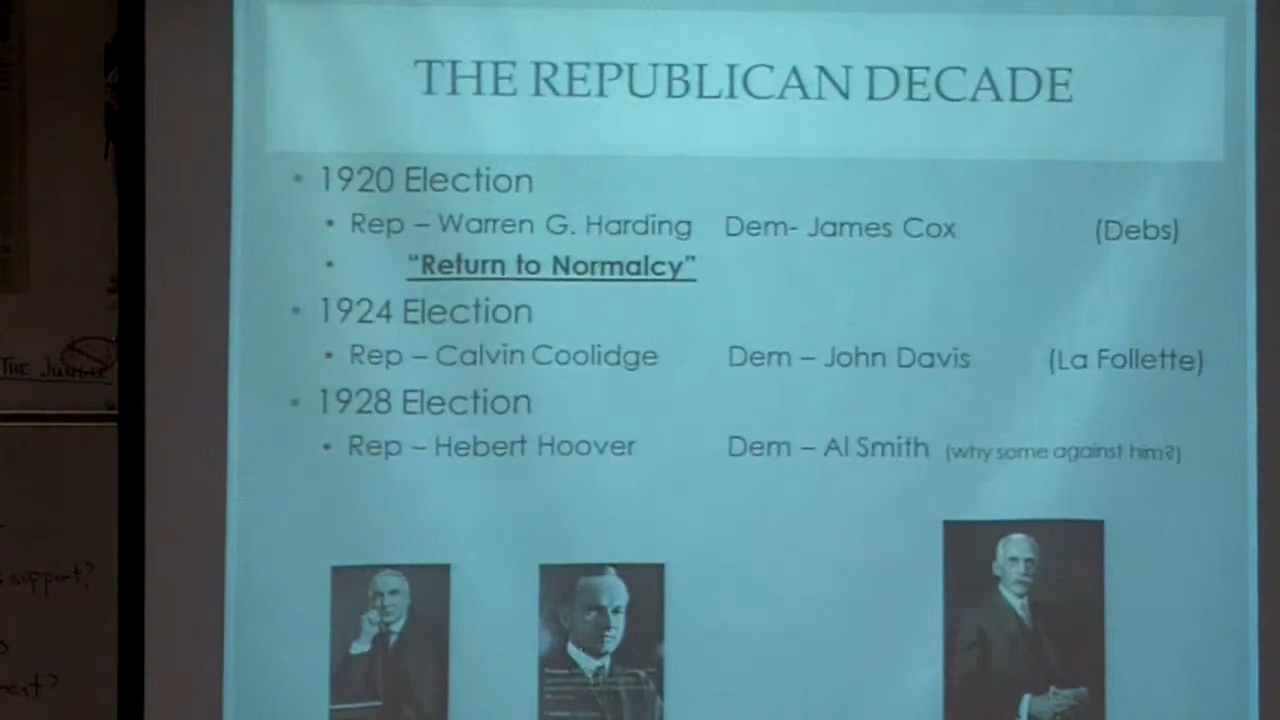 THE REPUBLICAN DECADE
• 1920 Election
• Rep – Warren G. Harding Dem- James Cox (Debs)
• “Return to Normalcy”
• 1924 Election
• Rep – Calvin Coolidge Dem – John Davis (La Follette)
• 1928 Election
• Rep – Hebert Hoover Dem – Al Smith (why some against him?)
THE JUNGLE
support?